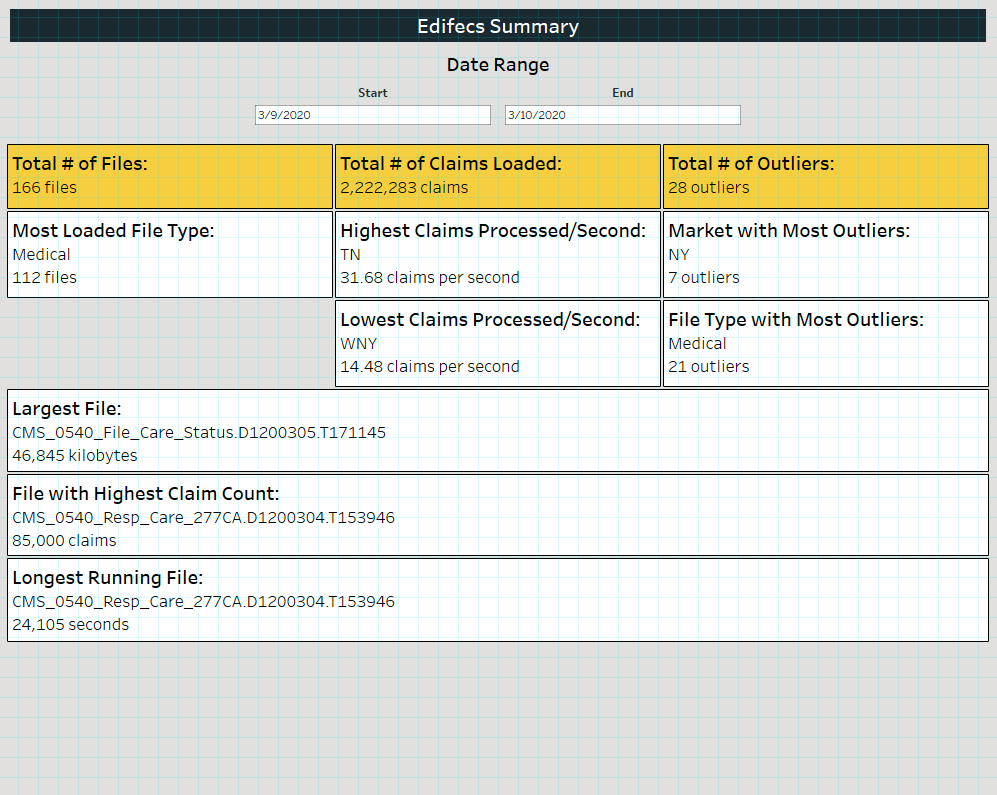 Edifecs Summary
Date Range
Start
End
3/9/2020
3/10/2020
Total # of Files:
166 files
Total # of Claims Loaded:
2,222,283 claims
Total # of Outliers:
28 outliers
Most Loaded File Type:
Medical
112 files
Highest Claims Processed/Second:
TN
31.68 claims per second
Market with Most Outliers:
NY
7 outliers
Lowest Claims Processed/Second:
WNY
14.48 claims per second
File Type with Most Outliers:
Medical
21 outliers
Largest File:
CMS_0540_File_Care_Status.D1200305.T171145
46,845 kilobytes
File with Highest Claim Count:
CMS_0540_Resp_Care_277CA.D1200304.T153946
85,000 claims
Longest Running File:
CMS_0540_Resp_Care_277CA.D1200304.T153946
24,105 seconds